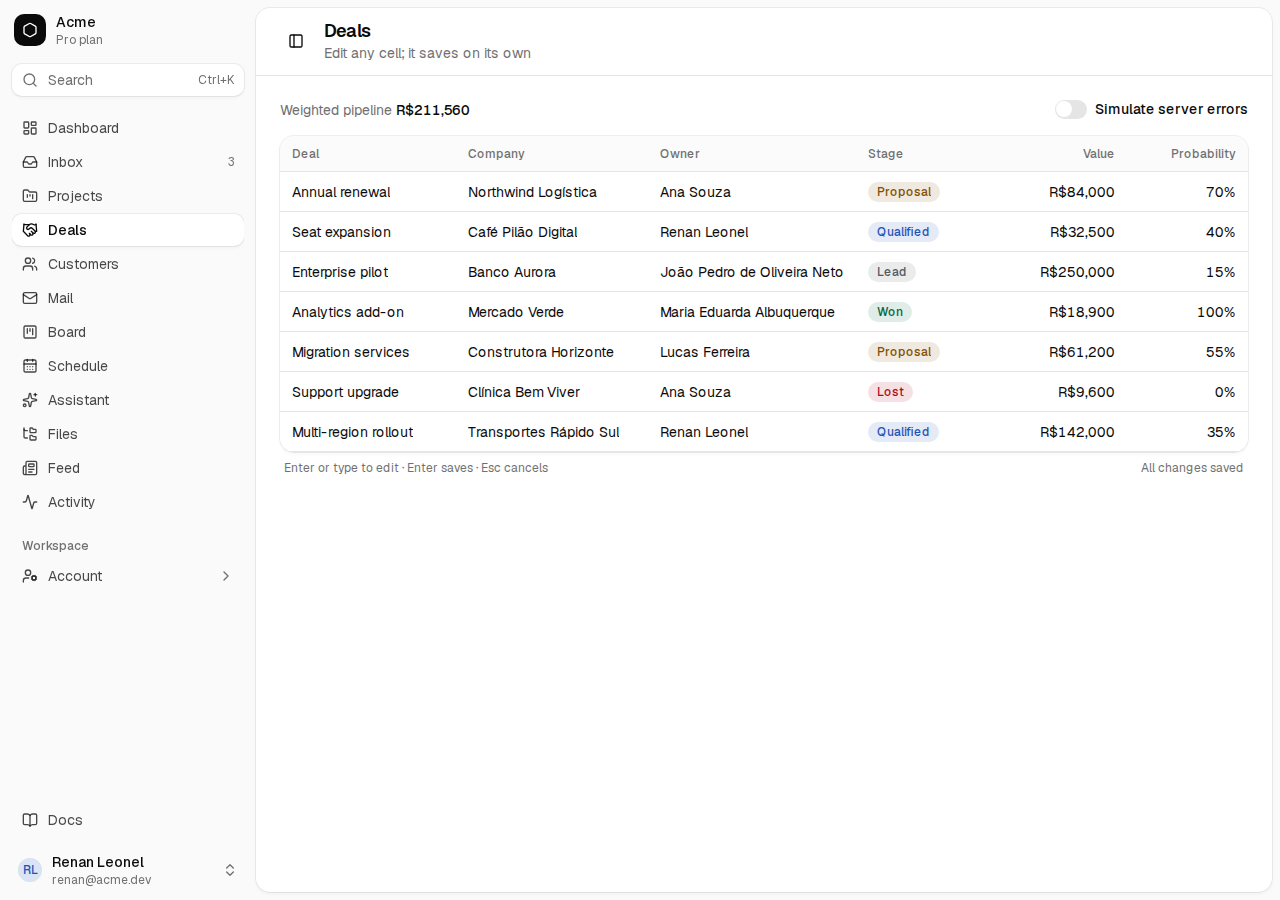 Acme
Pro plan
Search Ctrl+K
Dashboard
Inbox 3
Projects
Deals
Customers
Mail
Board
Schedule
Assistant
Files
Feed
Activity
Workspace
Account
Docs
RL
Renan Leonel
renan@acme.dev
Deals
Edit any cell; it saves on its own
Weighted pipeline R$211,560 Simulate server errors
Deal Company Owner Stage Value Probability
Annual renewal Northwind Logística Ana Souza Proposal R$84,000 70%
Seat expansion Café Pilão Digital Renan Leonel Qualified R$32,500 40%
Enterprise pilot Banco Aurora João Pedro de Oliveira Neto Lead R$250,000 15%
Analytics add-on Mercado Verde Maria Eduarda Albuquerque Won R$18,900 100%
Migration services Construtora Horizonte Lucas Ferreira Proposal R$61,200 55%
Support upgrade Clínica Bem Viver Ana Souza Lost R$9,600 0%
Multi-region rollout Transportes Rápido Sul Renan Leonel Qualified R$142,000 35%
Enter or type to edit · Enter saves · Esc cancels All changes saved